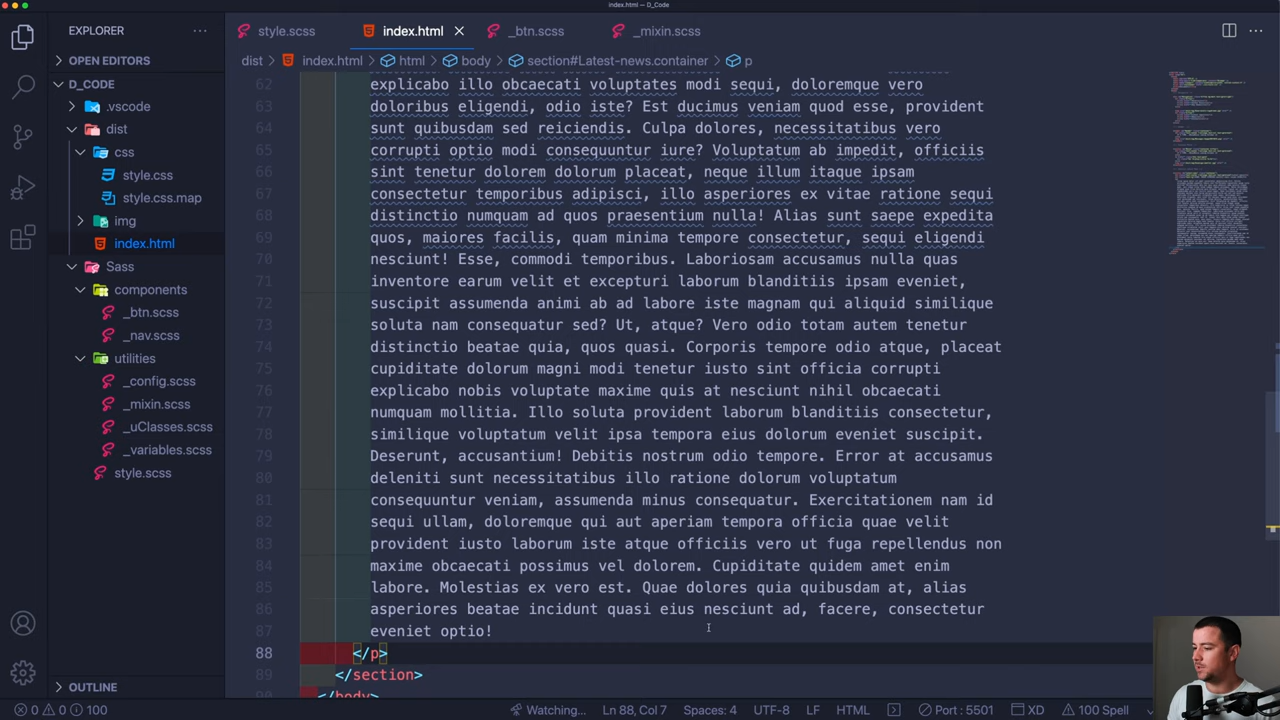 index.html — D_Code
EXPLORER
style.scss
index.html
_btn.scss
_mixin.scss
dist
index.html
html
body
section#Latest-news.container
p
OPEN EDITORS
D_CODE
.vscode
dist
css
style.css
style.css.map
img
index.html
Sass
components
_btn.scss
_nav.scss
utilities
_config.scss
_mixin.scss
_uClasses.scss
_variables.scss
style.scss
OUTLINE
62 explicabo illo obcaecati voluptates modi sequi, doloremque vero
63 doloribus eligendi, odio iste? Est ducimus veniam quod esse, provident
64 sunt quibusdam sed reiciendis. Culpa dolores, necessitatibus vero
65 corrupti optio quasi consequuntur iure? Voluptatum ab impedit, officiis
66 sint tenetur dolorem dolorum placeat, neque illum itaque ipsam
67 consectetur temporibus adipisci, illo asperiores ex vitae ratione sequi
68 distinctio numquam at quos praesentium nulla! Alias sunt saepe expedita
69 quos, maiores rerum, quam minima tempore consectetur, sequi eligendi
70 nesciunt! Esse, commodi temporibus. Laboriosam accusamus nulla quas
71 inventore earum velit et excepturi laborum blanditiis ipsam eveniet,
72 suscipit assumenda animi ab ad labore iste magnam qui aliquid similique
73 soluta nam consequatur sed? Ut, atque? Vero odio totam autem tenetur
74 distinctio beatae quia, quos quasi. Corporis tempore odio atque, placeat
75 cupiditate dolorum magni modi tenetur iusto sint officia corrupti
76 explicabo nobis voluptate maxime quis at nesciunt nihil obcaecati
77 numquam mollitia. Illo soluta provident laborum blanditiis consectetur,
78 similique voluptatum velit ipsa tempora eius dolorum eveniet suscipit.
79 Deserunt, accusantium! Debitis nostrum odio tempore. Error at accusamus
80 deleniti sunt necessitatibus illo ratione dolorum voluptatum
81 consequuntur veniam, assumenda minus consequatur. Exercitationem nam id
82 sequi ullam, doloremque qui aut aperiam tempora officia quae velit
83 provident iusto laborum iste atque officiis vero ut fuga repellendus non
84 maxime obcaecati possimus vel dolorem. Cupiditate quidem amet enim
85 labore. Molestias ex vero est. Quae dolores quia quibusdam at, alias
86 asperiores beatae incidunt quasi eius nesciunt ad, facere, consectetur
87 eveniet optio!
88 </p>
89 </section>
90 </body>
0 0 100
Watching...
Ln 88, Col 7
Spaces: 4
UTF-8
LF
HTML
Port : 5501
XD
100 Spell